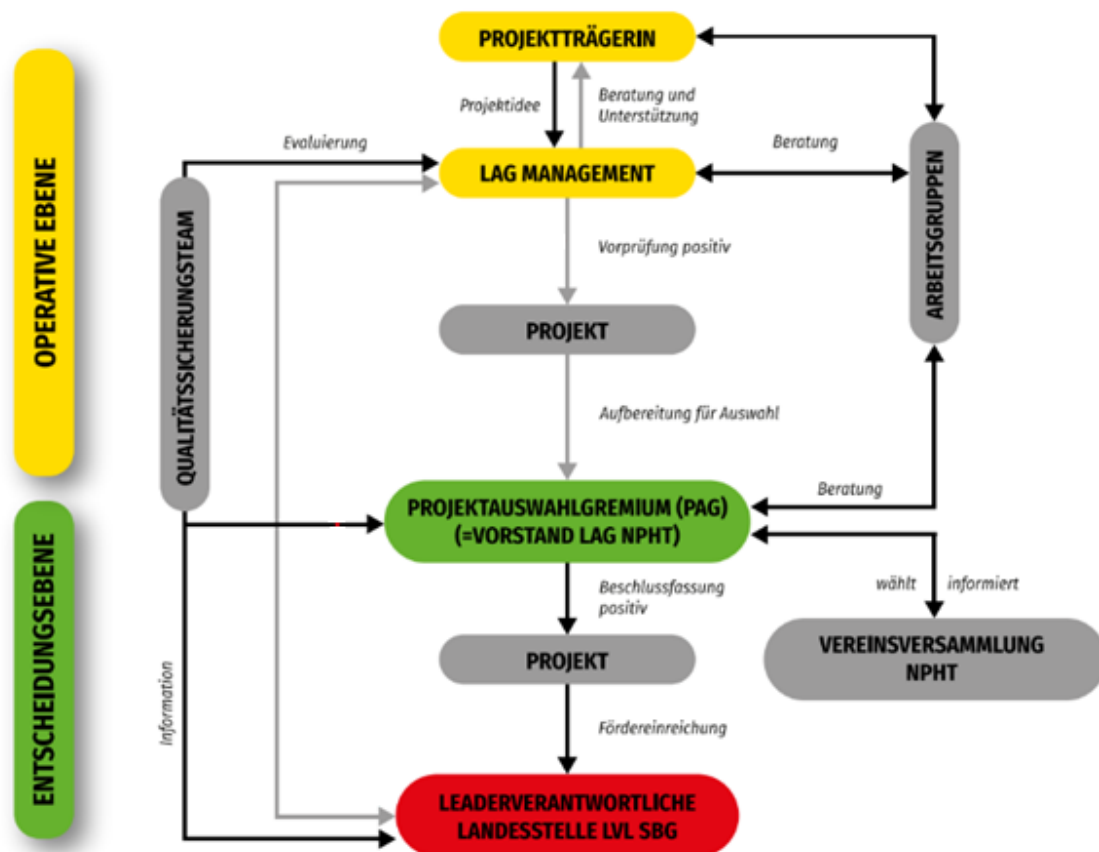 OPERATIVE EBENE
ENTSCHEIDUNGSEBENE
PROJEKTTRÄGERIN
Projektidee
Beratung und
Unterstützung
Evaluierung
LAG MANAGEMENT
Beratung
QUALITÄTSSICHERUNGSTEAM
ARBEITSGRUPPEN
Vorprüfung positiv
PROJEKT
Aufbereitung für Auswahl
PROJEKTAUSWAHLGREMIUM (PAG)
(=VORSTAND LAG NPHT)
Beratung
Beschlussfassung
positiv
wählt
informiert
PROJEKT
VEREINSVERSAMMLUNG
NPHT
Information
Fördereinreichung
LEADERVERANTWORTLICHE
LANDESSTELLE LVL SBG